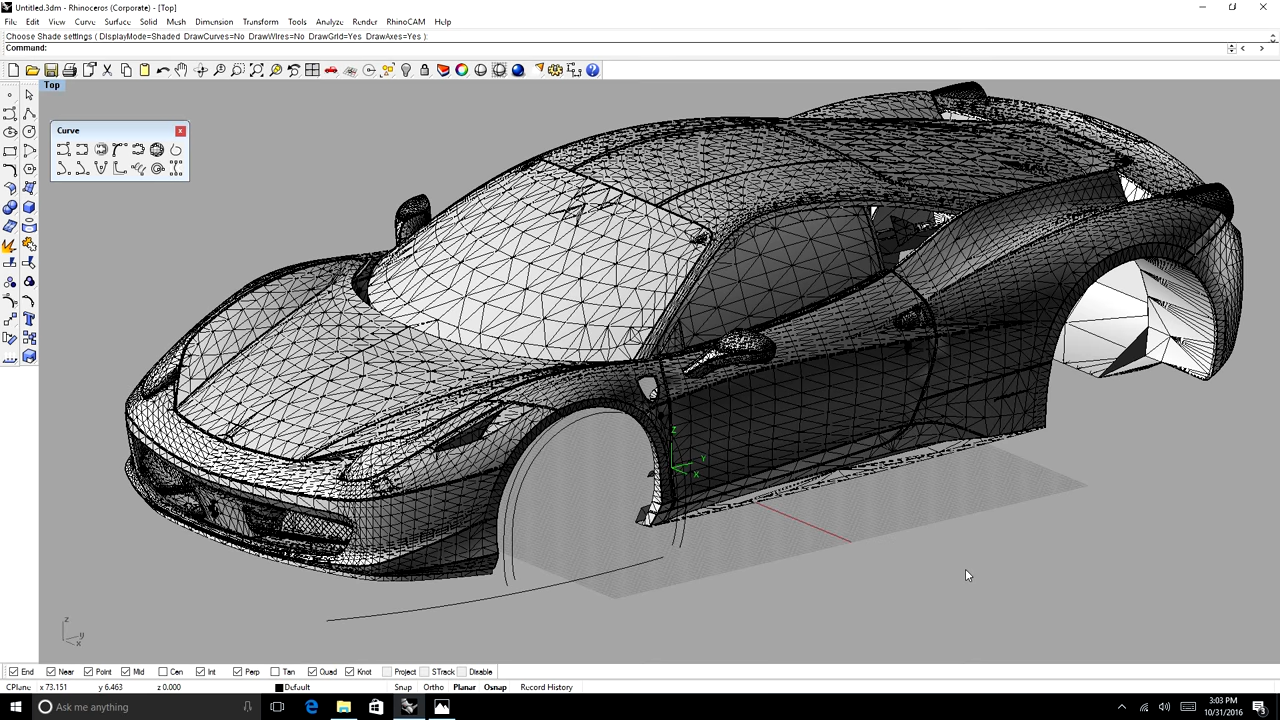 Untitled.3dm - Rhinoceros (Corporate) - [Top]
File Edit View Curve Surface Solid Mesh Dimension Transform Tools Analyze Render RhinoCAM Help
Choose Shade settings ( DisplayMode=Shaded DrawCurves=No DrawWires=No DrawGrid=Yes DrawAxes=Yes ):
Command:
Top
Curve
Z
Y
X
z
y
x
End Near Point Mid Cen Int Perp Tan Quad Knot Project STrack Disable
CPlane x 73.151 y 6.463 z 0.000 Default Snap Ortho Planar Osnap Record History
Ask me anything
3:03 PM
10/31/2016